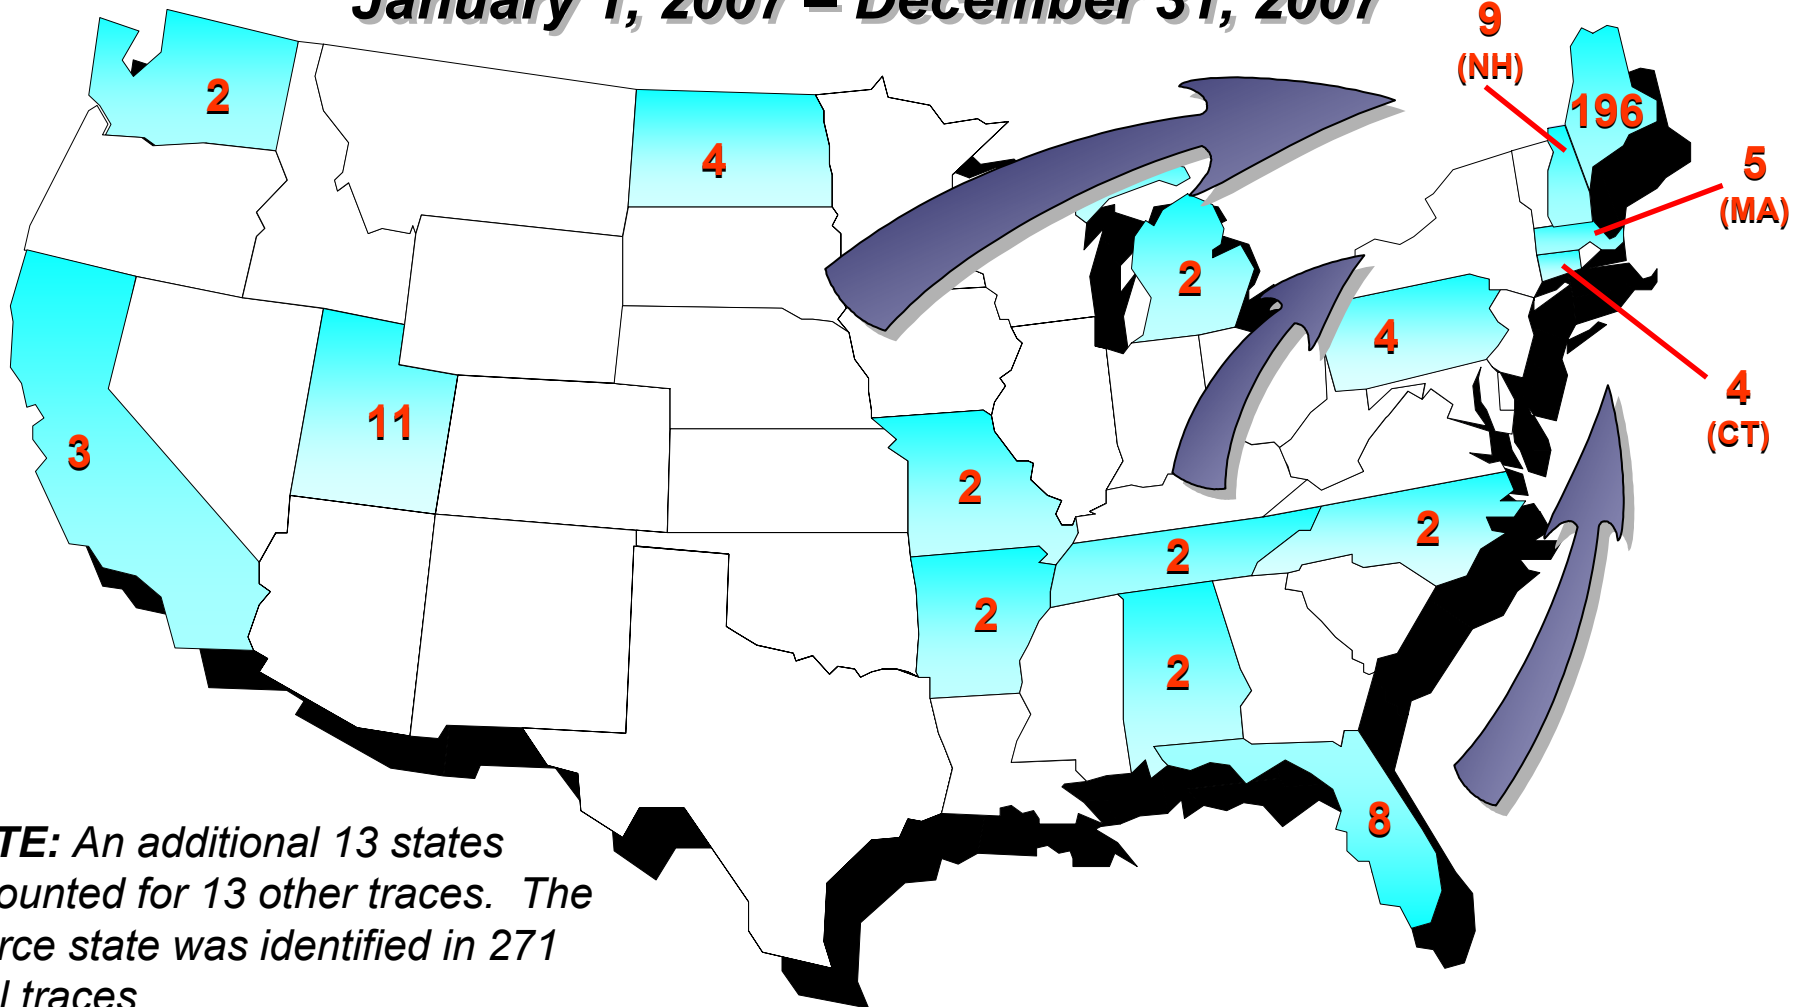 January 1, 2007 – December 31, 2007
9
(NH)
196
2
4
5
(MA)
2
4
4
(CT)
11
3
2
2
2
2
2
8
TE: An additional 13 states
ounted for 13 other traces. The
rce state was identified in 271
l traces